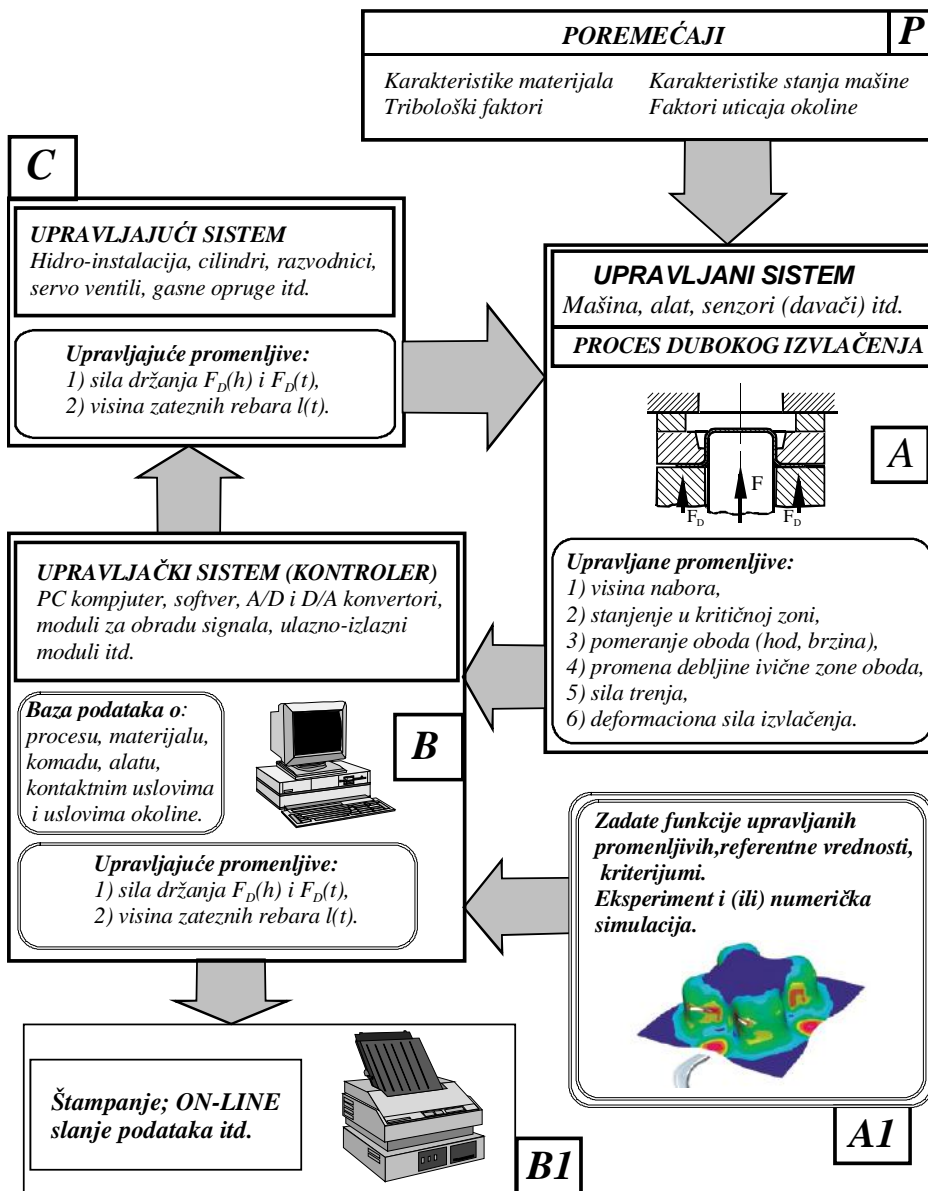 POREMEĆAJI
P
Karakteristike materijala
Karakteristike stanja mašine
Tribološki faktori
Faktori uticaja okoline
C
UPRAVLJAJUĆI SISTEM
Hidro-instalacija, cilindri, razvodnici,
servo ventili, gasne opruge itd.
Upravljajuće promenljive:
1) sila držanja F_D(h) i F_D(t),
2) visina zateznih rebara l(t).
UPRAVLJANI SISTEM
Mašina, alat, senzori (davači) itd.
PROCES DUBOKOG IZVLAČENJA
A
F
F_D
F_D
Upravljane promenljive:
1) visina nabora,
2) stanjenje u kritičnoj zoni,
3) pomeranje oboda (hod, brzina),
4) promena debljine ivične zone oboda,
5) sila trenja,
6) deformaciona sila izvlačenja.
UPRAVLJAČKI SISTEM (KONTROLER)
PC kompjuter, softver, A/D i D/A konvertori,
moduli za obradu signala, ulazno-izlazni
moduli itd.
Baza podataka o:
procesu, materijalu,
komadu, alatu,
kontaktnim uslovima
i uslovima okoline.
B
Upravljajuće promenljive:
1) sila držanja F_D(h) i F_D(t),
2) visina zateznih rebara l(t).
Zadate funkcije upravljanih
promenljivih,referentne vrednosti,
kriterijumi.
Eksperiment i (ili) numerička
simulacija.
A1
Štampanje; ON-LINE
slanje podataka itd.
B1